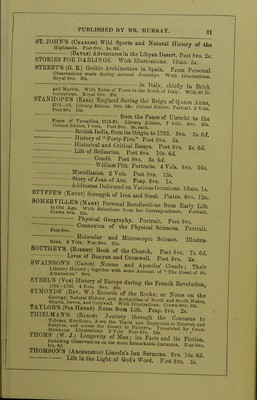 PUBLISHED BY MR. MURRAY. 31
ST. JOHN'S (CHARLES) Wild Sports and Natural History of the
Highlands. Post 8vo. 3s. 6d.
(BAYLE) Adventures in the Libyan Desert. Post 8vo. 2s.
STORIES FOR DARLINGS. With Illustrations. 16mo. 5s.
STREET'S (G. E.) Gothic Architecture in Spain. From Personal
Observations made during several Journeys. With Illustrations.
Royal 8vo. 30s.
in Italy, chiefly in Brick
and Marble. With Notes of Tours in the North of Italy. With 60 Il-
lustrations. Royal 8vo. 26s.
STANHOPE'S (EARL) England during the Reign of Queen Anne,
1701—13. Library Edition. 8vo. 16s. Cabinet Edition. Portrait. 2 Vols.
Post 8vo. 10s.
from the Peace of Utrecht to the
Peace of Versailles, 1713-83. Library Edition. 7 vols. 8vo. 93s.
Cabinet Edition, 7 vols. Post 8vo. 5s. each.
British India, from its Origin to 1783. 8vo. 3s. 6d.
History of "Forty-Five." Post 8vo. 3s.
Historical and Critical Essays. Post 8vo. 3s. 6d.
Life of Belisarius. Post 8vo. 10s. 6d.
Condé. Post 8vo. 3s. 6d.
William Pitt. Portraits. 4 Vols. 8vo. 24s.
Miscellanies. 2 Vols. Post 8vo. 13s.
Story of Joan of Arc. Fcap. 8vo. 1s.
Addresses Delivered on Various Occasions. 16mo. 1s.
STYFFE'S (KNUTT) Strength of Iron and Steel. Plates. 8vo. 12s.
SOMERVILLE'S (MARY) Personal Recollections from Early Life
to Old Age. With Selections from her Correspondence. Portrait.
Crown 8vo. 12s.
Physical Geography. Portrait. Post 8vo.
Connexion of the Physical Sciences. Portrait.
Post 8vo.
Molecular and Microscopic Science. Illustra-
tions. 2 Vols. Post 8vo. 21s.
SOUTHEY'S (ROBERT) Book of the Church. Post 8vo. 7s. 6d.
Lives of Bunyan and Cromwell. Post 8vo. 2s.
SWAINSON'S (CANON) Nicene and Apostles' Creeds; Their
Literary History; together with some Account of "The Creed of St.
Athanasius." 8vo.
SYBEL'S (VON) History of Europe during the French Revolution,
1789—1795. 4 Vols. 8vo. 48s.
SYMONDS' (REV. W.) Records of the Rocks; or Notes on the
Geology, Natural History, and Antiquities of North and South Wales,
Siluria, Devon, and Cornwall. With Illustrations. Crown 8vo. 12s.
TAYLOR'S (SIR HENRY) Notes from Life. Fcap. 8vo. 2s.
THIELMAN'S (BARON) Journey through the Caucasus to
Tabreez, Kurdistan, down the Tigris and Euphrates to Nineveh and
Babylon, and across the Desert to Palmyra. Translated by CHAS.
HENEAGE. Illustrations. 2 Vols. Post 8vo. 18s.
THOMS' (W. J.) Longevity of Man; its Facts and its Fiction.
Including Observations on the more Remarkable Instances. Post 8vo.
10s. 6d.
THOMSON'S (ARCHBISHOP) Lincoln's Inn Sermons. 8vo. 10s. 6d.
Life in the Light of God's Word. Post 8vo. 5s.